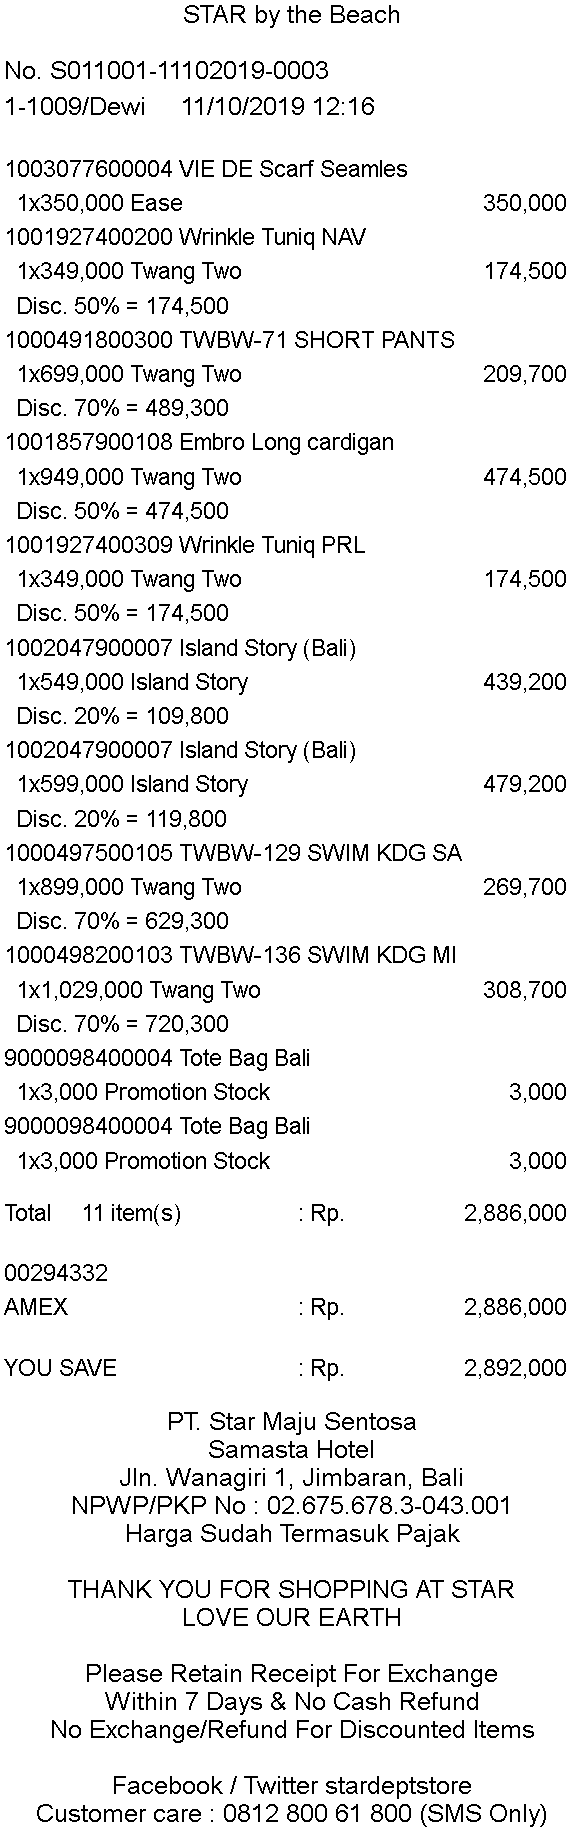 STAR by the Beach
No. S011001-11102019-0003
1-1009/Dewi 11/10/2019 12:16
1003077600004 VIE DE Scarf Seamles
1x350,000 Ease 350,000
1001927400200 Wrinkle Tuniq NAV
1x349,000 Twang Two 174,500
Disc. 50% = 174,500
1000491800300 TWBW-71 SHORT PANTS
1x699,000 Twang Two 209,700
Disc. 70% = 489,300
1001857900108 Embro Long cardigan
1x949,000 Twang Two 474,500
Disc. 50% = 474,500
1001927400309 Wrinkle Tuniq PRL
1x349,000 Twang Two 174,500
Disc. 50% = 174,500
1002047900007 Island Story (Bali)
1x549,000 Island Story 439,200
Disc. 20% = 109,800
1002047900007 Island Story (Bali)
1x599,000 Island Story 479,200
Disc. 20% = 119,800
1000497500105 TWBW-129 SWIM KDG SA
1x899,000 Twang Two 269,700
Disc. 70% = 629,300
1000498200103 TWBW-136 SWIM KDG MI
1x1,029,000 Twang Two 308,700
Disc. 70% = 720,300
9000098400004 Tote Bag Bali
1x3,000 Promotion Stock 3,000
9000098400004 Tote Bag Bali
1x3,000 Promotion Stock 3,000
Total 11 item(s) : Rp. 2,886,000
00294332
AMEX : Rp. 2,886,000
YOU SAVE : Rp. 2,892,000
PT. Star Maju Sentosa
Samasta Hotel
Jln. Wanagiri 1, Jimbaran, Bali
NPWP/PKP No : 02.675.678.3-043.001
Harga Sudah Termasuk Pajak
THANK YOU FOR SHOPPING AT STAR
LOVE OUR EARTH
Please Retain Receipt For Exchange
Within 7 Days & No Cash Refund
No Exchange/Refund For Discounted Items
Facebook / Twitter stardeptstore
Customer care : 0812 800 61 800 (SMS Only)